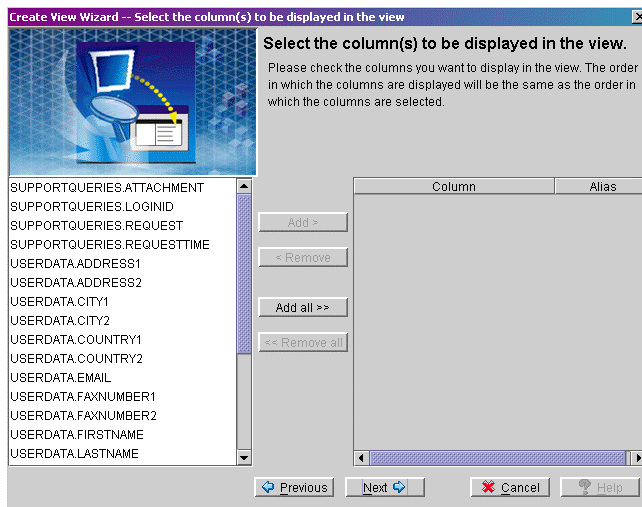 Create View Wizard -- Select the column(s) to be displayed in the view
Select the column(s) to be displayed in the view.
Please check the columns you want to display in the view. The order
in which the columns are displayed will be the same as the order in
which the columns are selected.
SUPPORTQUERIES.ATTACHMENT
SUPPORTQUERIES.LOGINID
SUPPORTQUERIES.REQUEST
SUPPORTQUERIES.REQUESTTIME
USERDATA.ADDRESS1
USERDATA.ADDRESS2
USERDATA.CITY1
USERDATA.CITY2
USERDATA.COUNTRY1
USERDATA.COUNTRY2
USERDATA.EMAIL
USERDATA.FAXNUMBER1
USERDATA.FAXNUMBER2
USERDATA.FIRSTNAME
USERDATA.LASTNAME
Add >
< Remove
Add all >>
<< Remove all
Column Alias
Previous Next Cancel Help